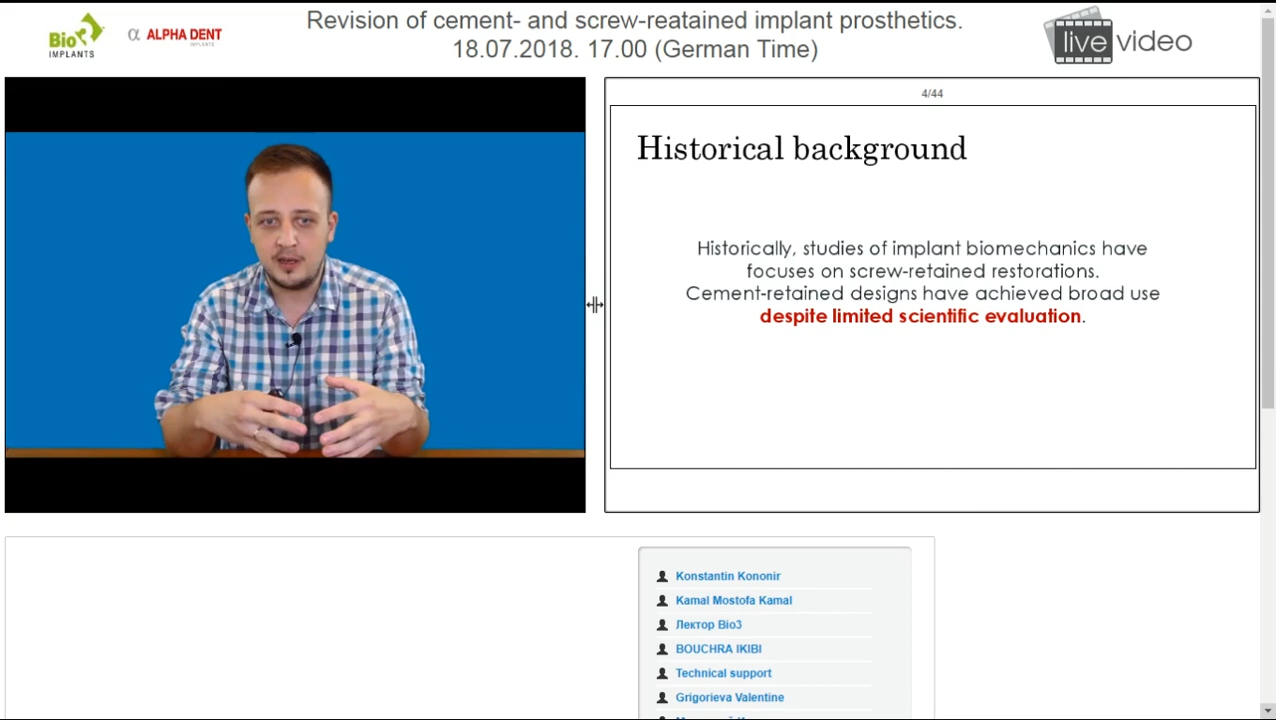 Revision of cement- and screw-reatained implant prosthetics.
18.07.2018. 17.00 (German Time)
Bio3
IMPLANTS
α ALPHA DENT
IMPLANTS
live video
4/44
Historical background
Historically, studies of implant biomechanics have
focuses on screw-retained restorations.
Cement-retained designs have achieved broad use
despite limited scientific evaluation.
Konstantin Kononir
Kamal Mostofa Kamal
Лектор Bio3
BOUCHRA IKIBI
Technical support
Grigorieva Valentine